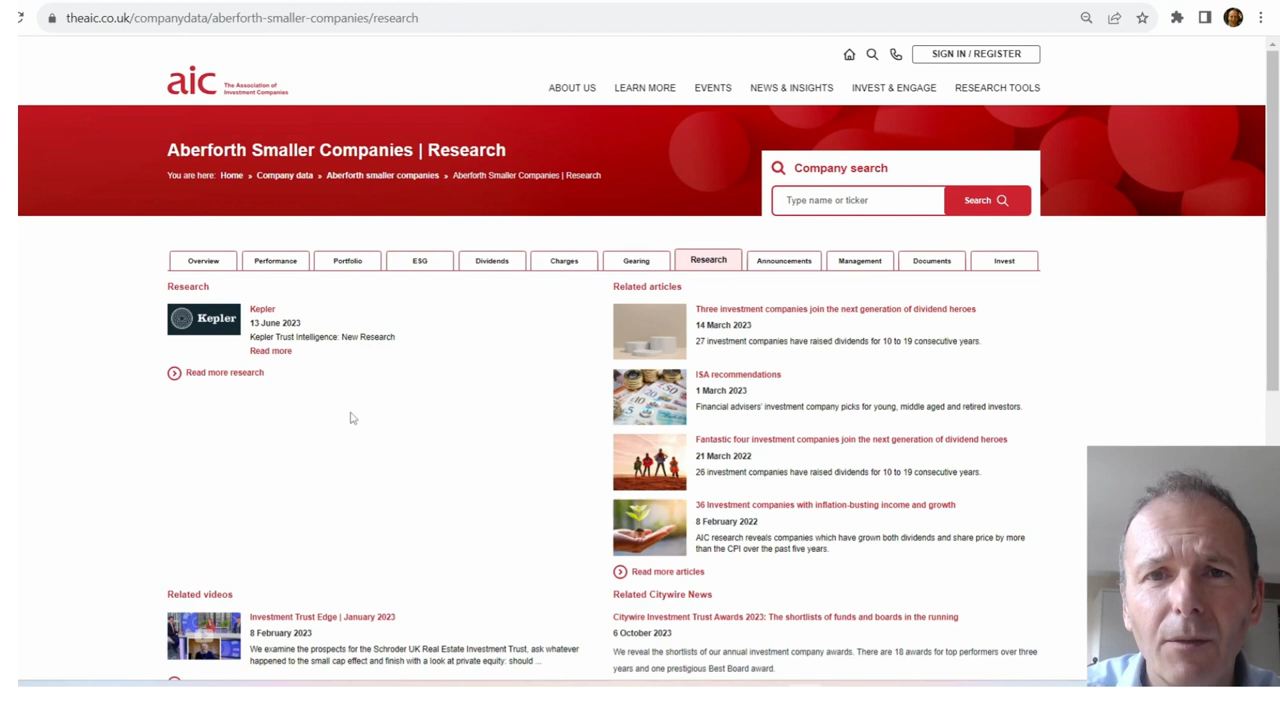 theaic.co.uk/companydata/aberforth-smaller-companies/research
SIGN IN / REGISTER
aic The Association of
Investment Companies
ABOUT US LEARN MORE EVENTS NEWS & INSIGHTS INVEST & ENGAGE RESEARCH TOOLS
Aberforth Smaller Companies | Research
You are here: Home » Company data » Aberforth smaller companies » Aberforth Smaller Companies | Research
Company search
Type name or ticker Search
Overview Performance Portfolio ESG Dividends Charges Gearing Research Announcements Management Documents Invest
Research
Kepler
Kepler
13 June 2023
Kepler Trust Intelligence: New Research
Read more
Read more research
Related articles
Three investment companies join the next generation of dividend heroes
14 March 2023
27 investment companies have raised dividends for 10 to 19 consecutive years.
ISA recommendations
1 March 2023
Financial advisers' investment company picks for young, middle aged and retired investors.
Fantastic four investment companies join the next generation of dividend heroes
21 March 2022
26 investment companies have raised dividends for 10 to 19 consecutive years.
36 Investment companies with inflation-busting income and growth
8 February 2022
AIC research reveals companies which have grown both dividends and share price by more
than the CPI over the past five years.
Read more articles
Related videos
Investment Trust Edge | January 2023
8 February 2023
We examine the prospects for the Schroder UK Real Estate Investment Trust, ask whatever
happened to the small cap effect and finish with a look at private equity: should ...
Related Citywire News
Citywire Investment Trust Awards 2023: The shortlists of funds and boards in the running
6 October 2023
We reveal the shortlists of our annual investment company awards. There are 18 awards for top performers over three
years and one prestigious Best Board award.